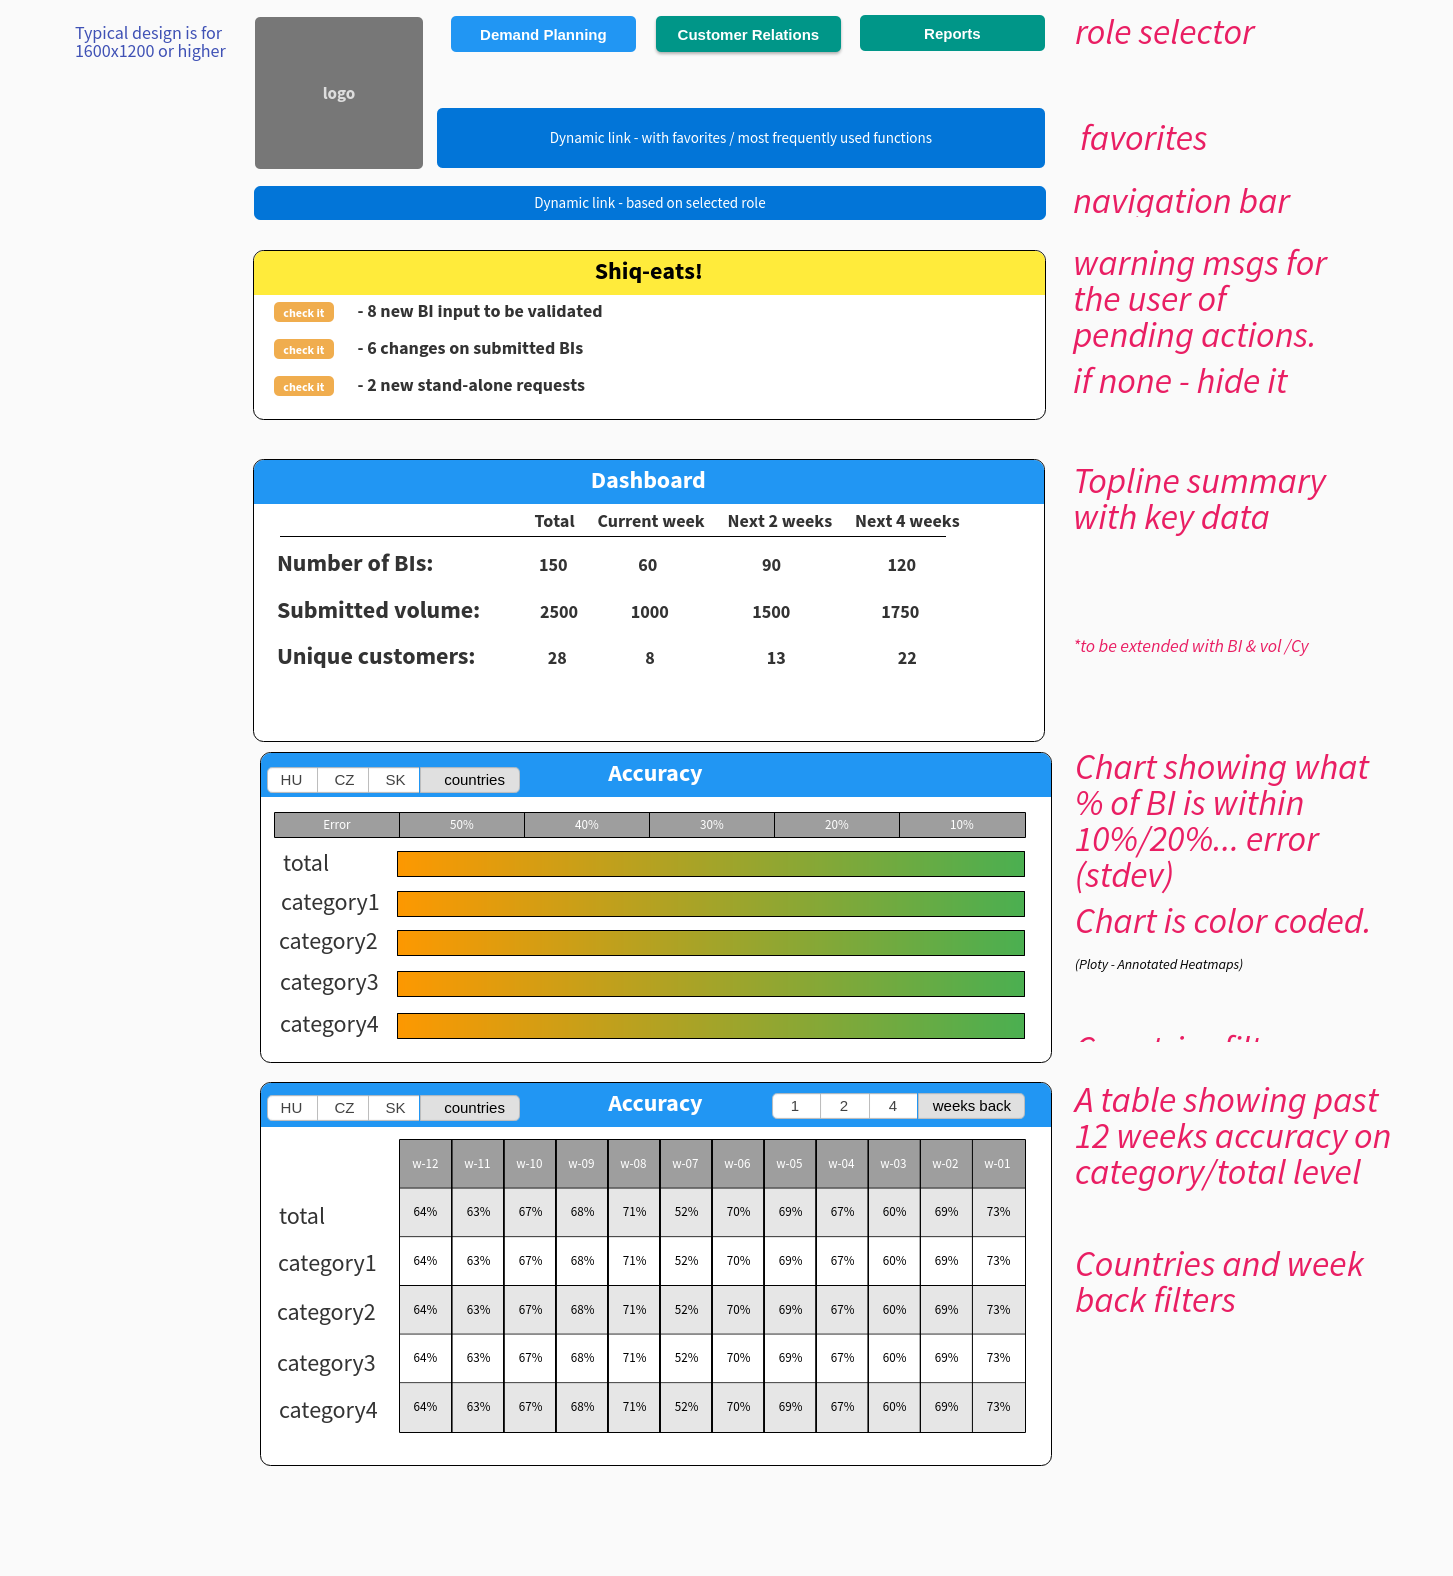 Typical design is for
1600x1200 or higher
logo
Demand Planning
Customer Relations
Reports
role selector
Dynamic link - with favorites / most frequently used functions
favorites
Dynamic link - based on selected role
navigation bar
Shiq-eats!
check it - 8 new BI input to be validated
check it - 6 changes on submitted BIs
check it - 2 new stand-alone requests
warning msgs for
the user of
pending actions.
if none - hide it
Dashboard
Total Current week Next 2 weeks Next 4 weeks
Number of BIs: 150 60 90 120
Submitted volume: 2500 1000 1500 1750
Unique customers: 28 8 13 22
Topline summary
with key data
*to be extended with BI & vol /Cy
HU CZ SK countries
Accuracy
Error 50% 40% 30% 20% 10%
total
category1
category2
category3
category4
Chart showing what
% of BI is within
10%/20%... error
(stdev)
Chart is color coded.
(Ploty - Annotated Heatmaps)
HU CZ SK countries
Accuracy
1 2 4 weeks back
w-12 w-11 w-10 w-09 w-08 w-07 w-06 w-05 w-04 w-03 w-02 w-01
total 64% 63% 67% 68% 71% 52% 70% 69% 67% 60% 69% 73%
category1 64% 63% 67% 68% 71% 52% 70% 69% 67% 60% 69% 73%
category2 64% 63% 67% 68% 71% 52% 70% 69% 67% 60% 69% 73%
category3 64% 63% 67% 68% 71% 52% 70% 69% 67% 60% 69% 73%
category4 64% 63% 67% 68% 71% 52% 70% 69% 67% 60% 69% 73%
A table showing past
12 weeks accuracy on
category/total level
Countries and week
back filters